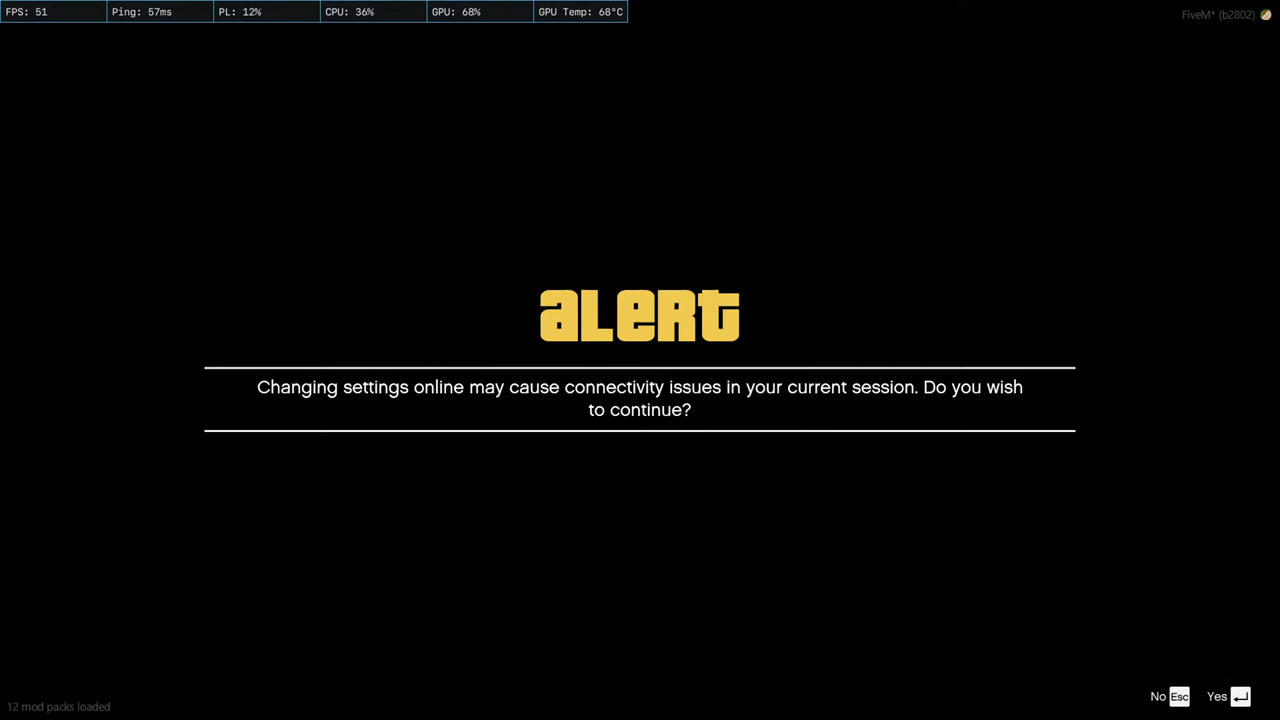 FPS: 51 Ping: 57ms PL: 12% CPU: 36% GPU: 68% GPU Temp: 68°C
FiveM* (b2802)
aLeRt
Changing settings online may cause connectivity issues in your current session. Do you wish
to continue?
No Esc Yes
12 mod packs loaded